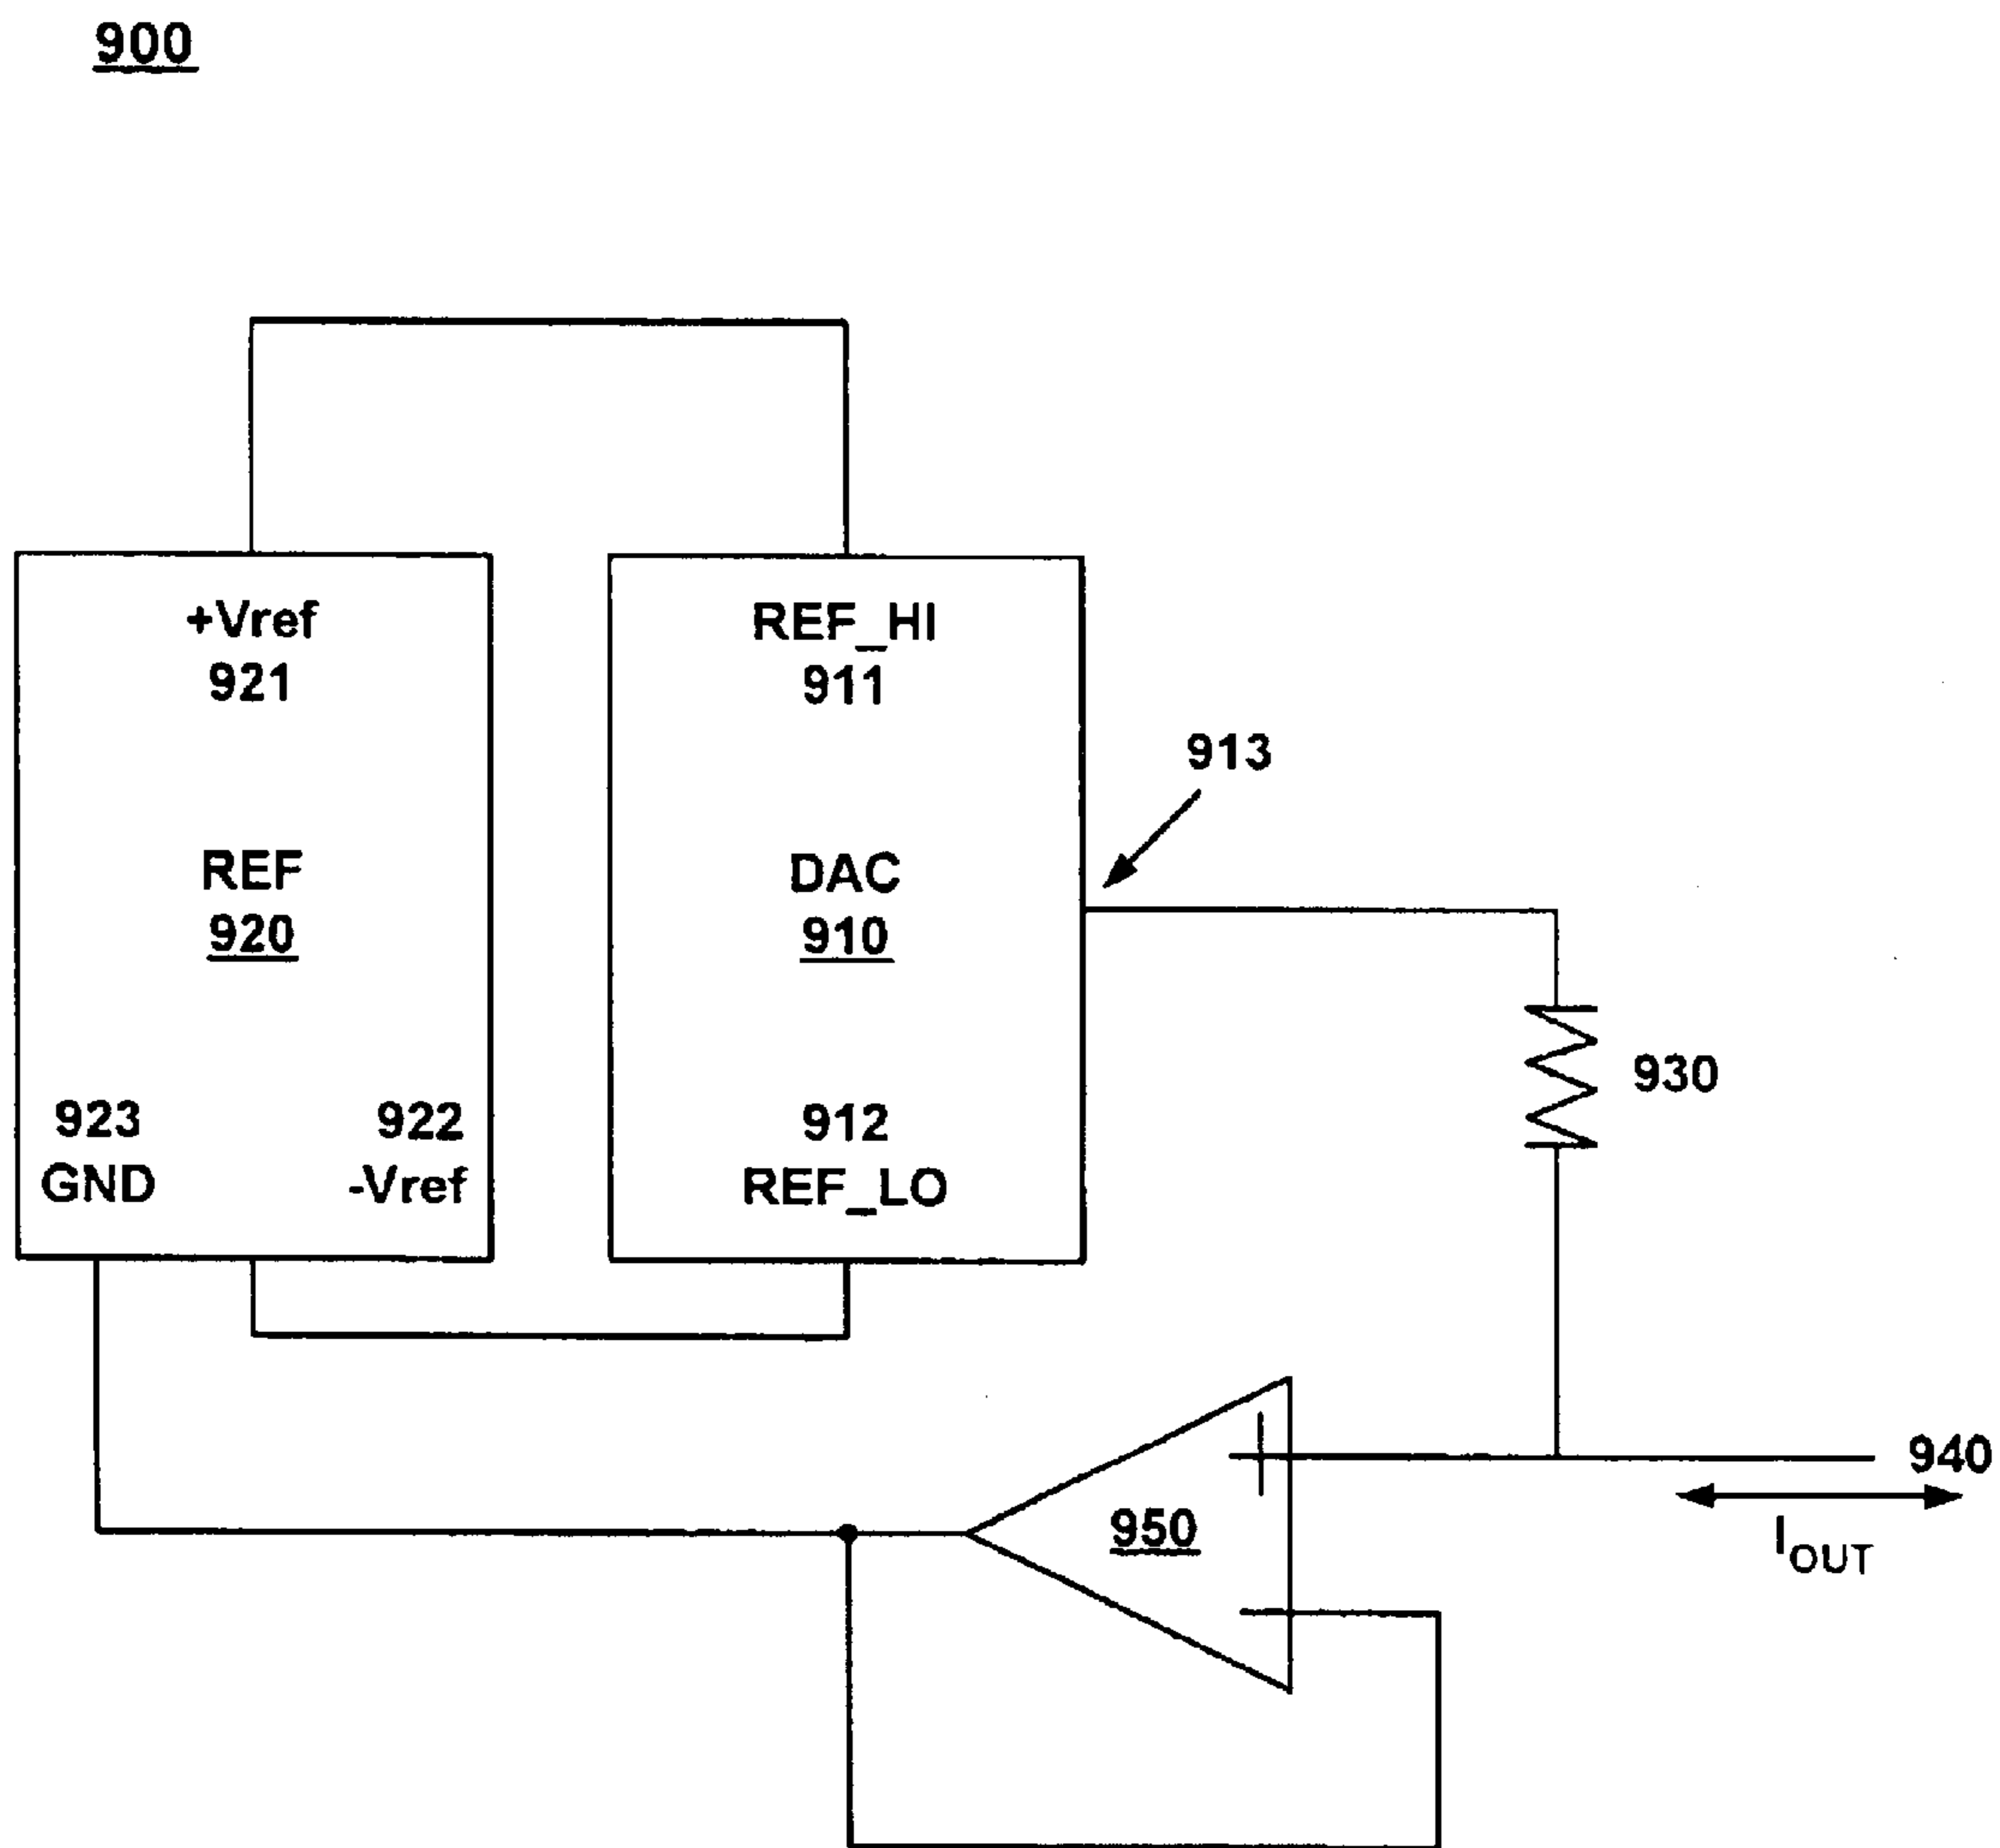 900
+Vref
921
REF
920
923
GND
922
-Vref
REF_HI
911
DAC
910
912
REF_LO
913
930
940
IOUT
950